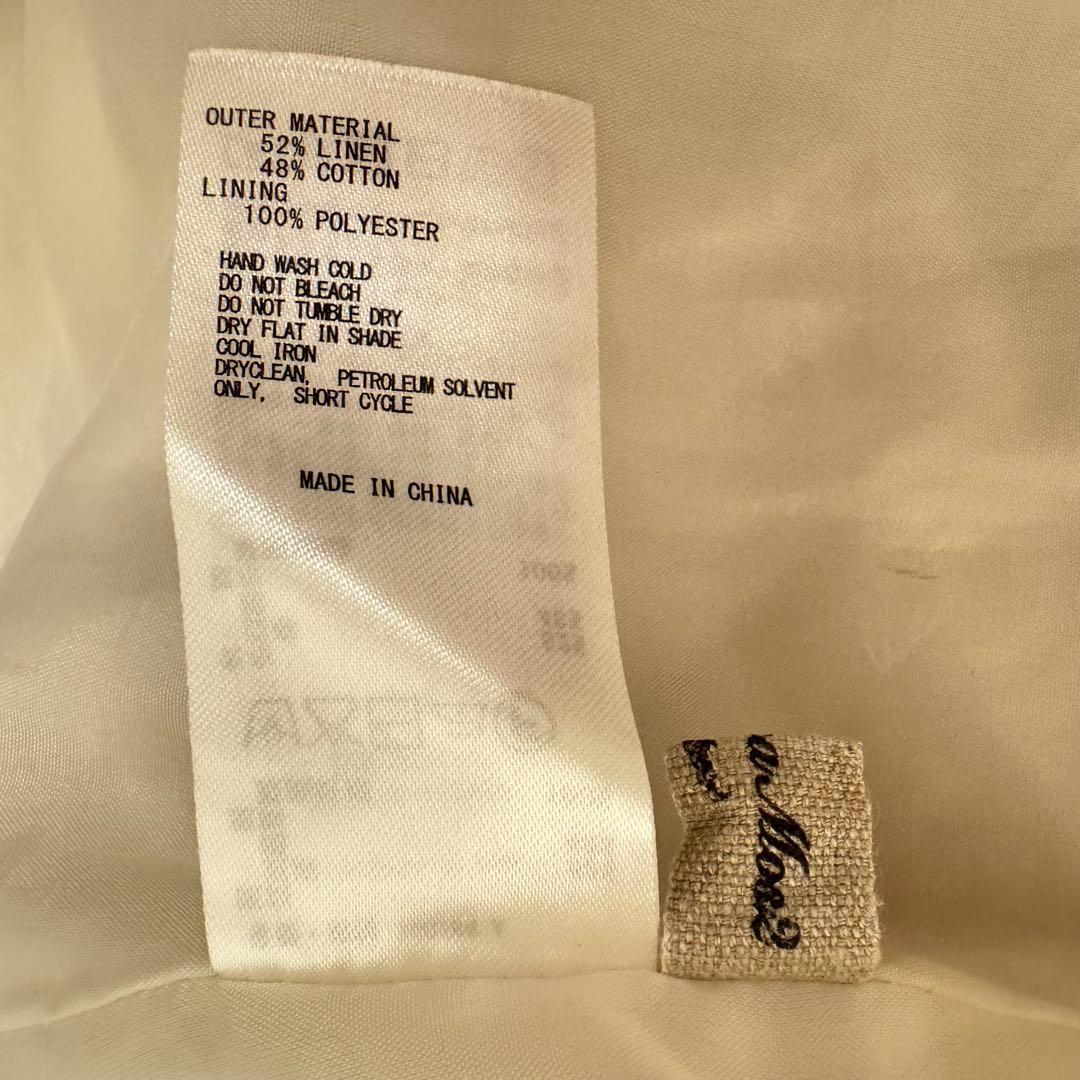 OUTER MATERIAL
52% LINEN
48% COTTON
LINING
100% POLYESTER
HAND WASH COLD
DO NOT BLEACH
DO NOT TUMBLE DRY
DRY FLAT IN SHADE
COOL IRON
DRYCLEAN, PETROLEUM SOLVENT
ONLY, SHORT CYCLE
MADE IN CHINA